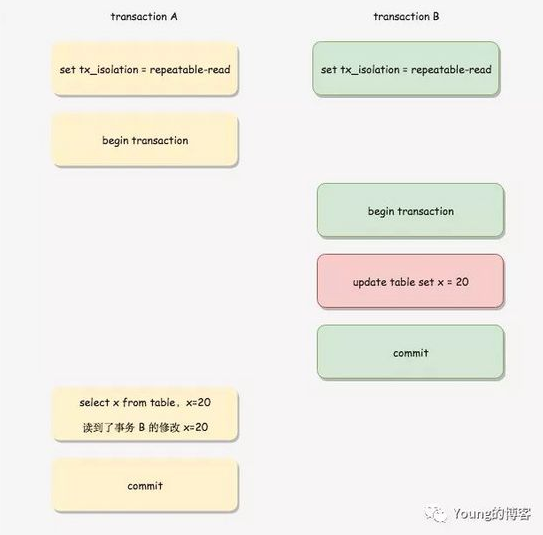 transaction A
transaction B
set tx_isolation = repeatable-read
set tx_isolation = repeatable-read
begin transaction
begin transaction
update table set x = 20
commit
select x from table，x=20
读到了事务 B 的修改 x=20
commit
Young的博客